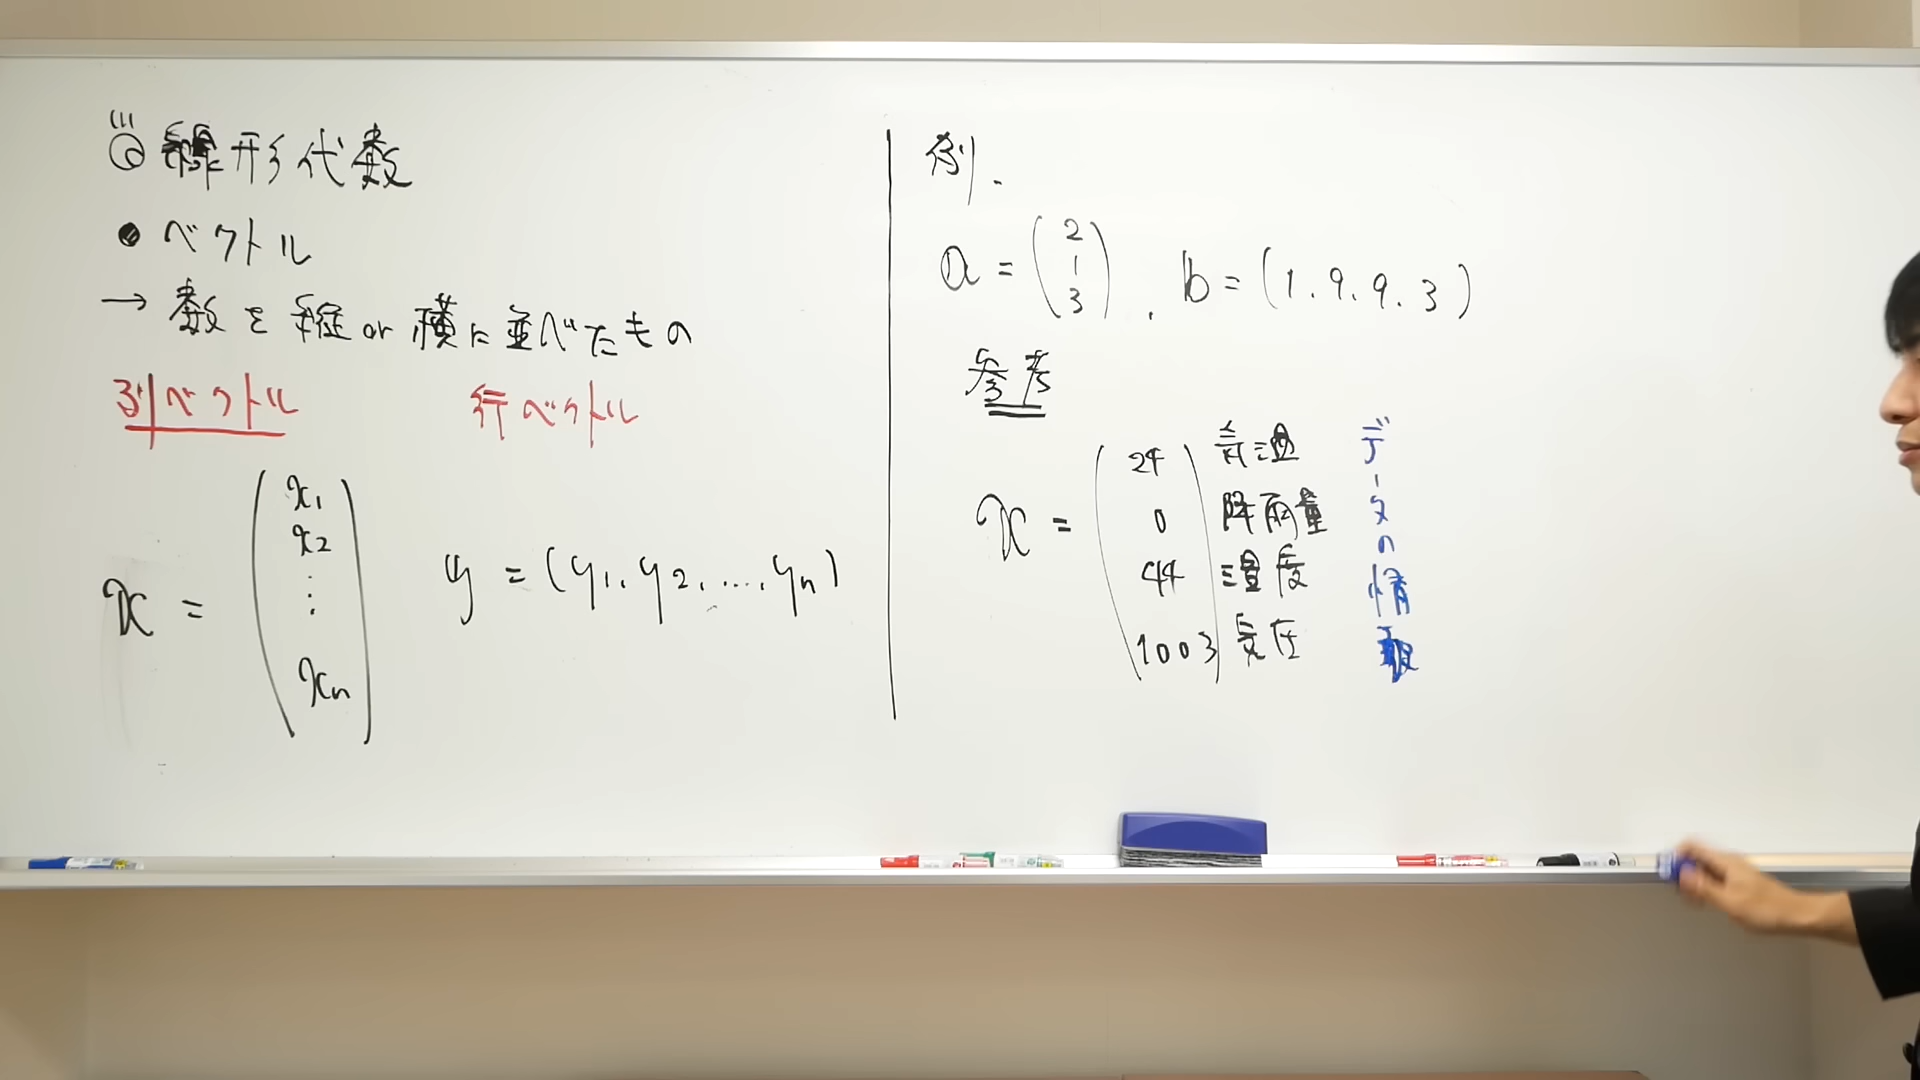 線形代数
● ベクトル
→ 数を縦 or 横に並べたもの
列ベクトル 行ベクトル
x = ( x1 x2 ⋮ xn ) y = (y1, y2, ...., yn)
例.
a = ( 2 1 3 ), b = (1. 9. 9. 3)
参考
x = ( 24 0 44 1003 )
気温
降雨量
湿度
気圧
データの情報